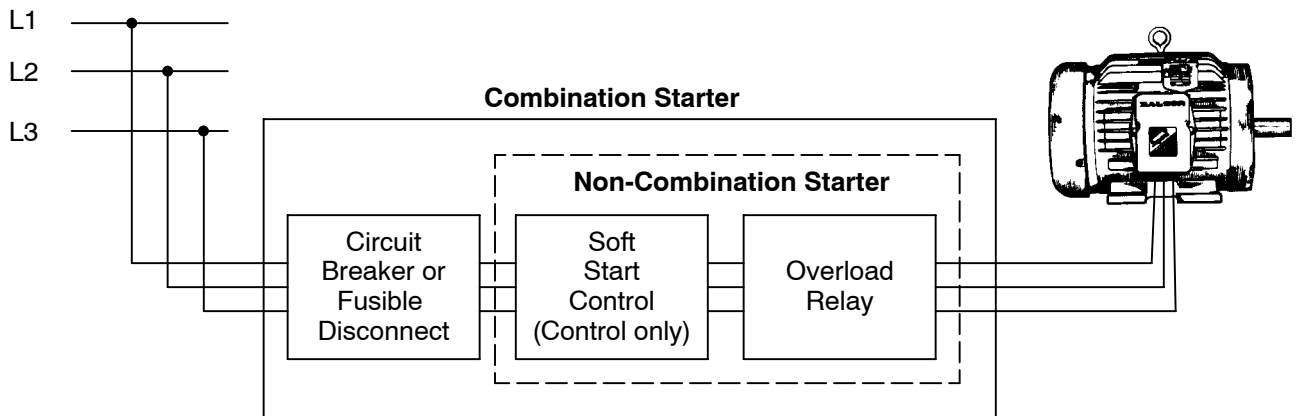 L1
L2
L3
Combination Starter
Non-Combination Starter
Circuit
Breaker or
Fusible
Disconnect
Soft
Start
Control
(Control only)
Overload
Relay
BALDOR